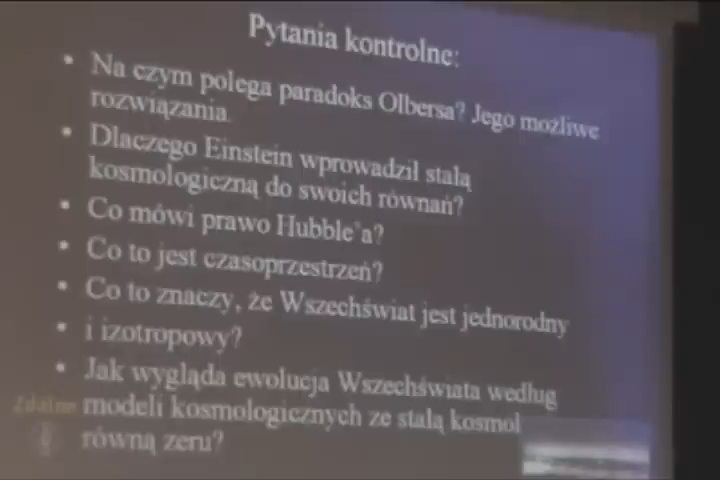 Pytania kontrolne:
• Na czym polega paradoks Olbersa? Jego możliwe
rozwiązania.
• Dlaczego Einstein wprowadził stałą
kosmologiczną do swoich równań?
• Co mówi prawo Hubble'a?
• Co to jest czasoprzestrzeń?
• Co to znaczy, że Wszechświat jest jednorodny
• i izotropowy?
• Jak wygląda ewolucja Wszechświata według
modeli kosmologicznych ze stałą kosmol
równą zeru?
Zdalne